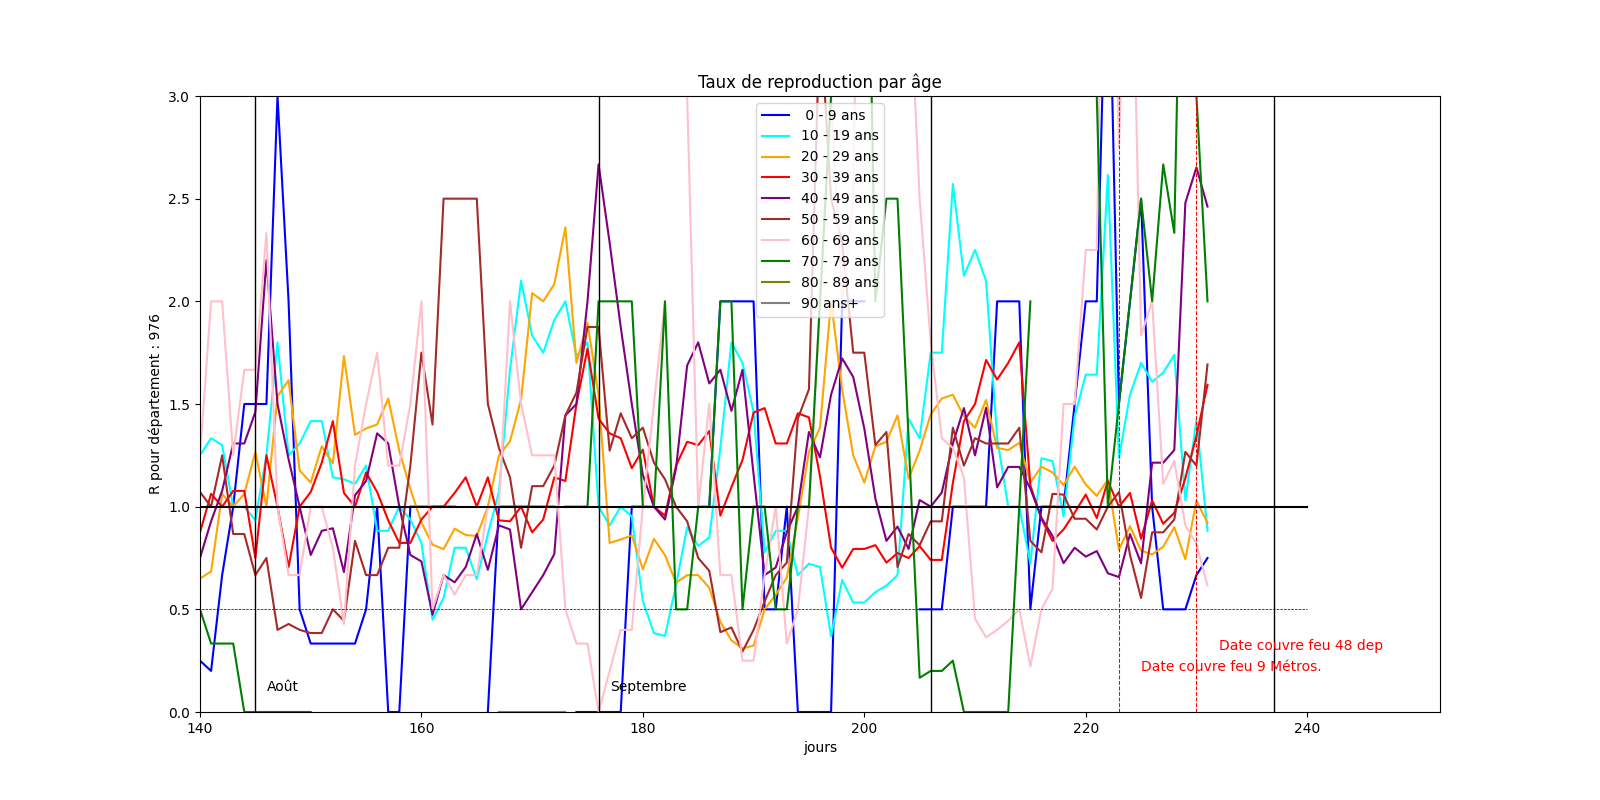 Taux de reproduction par âge
3.0
2.5
2.0
1.5
1.0
0.5
0.0
R pour département : 976
0 - 9 ans
10 - 19 ans
20 - 29 ans
30 - 39 ans
40 - 49 ans
50 - 59 ans
60 - 69 ans
70 - 79 ans
80 - 89 ans
90 ans+
Date couvre feu 48 dep
Date couvre feu 9 Métros.
Août
Septembre
140
160
180
200
220
240
jours